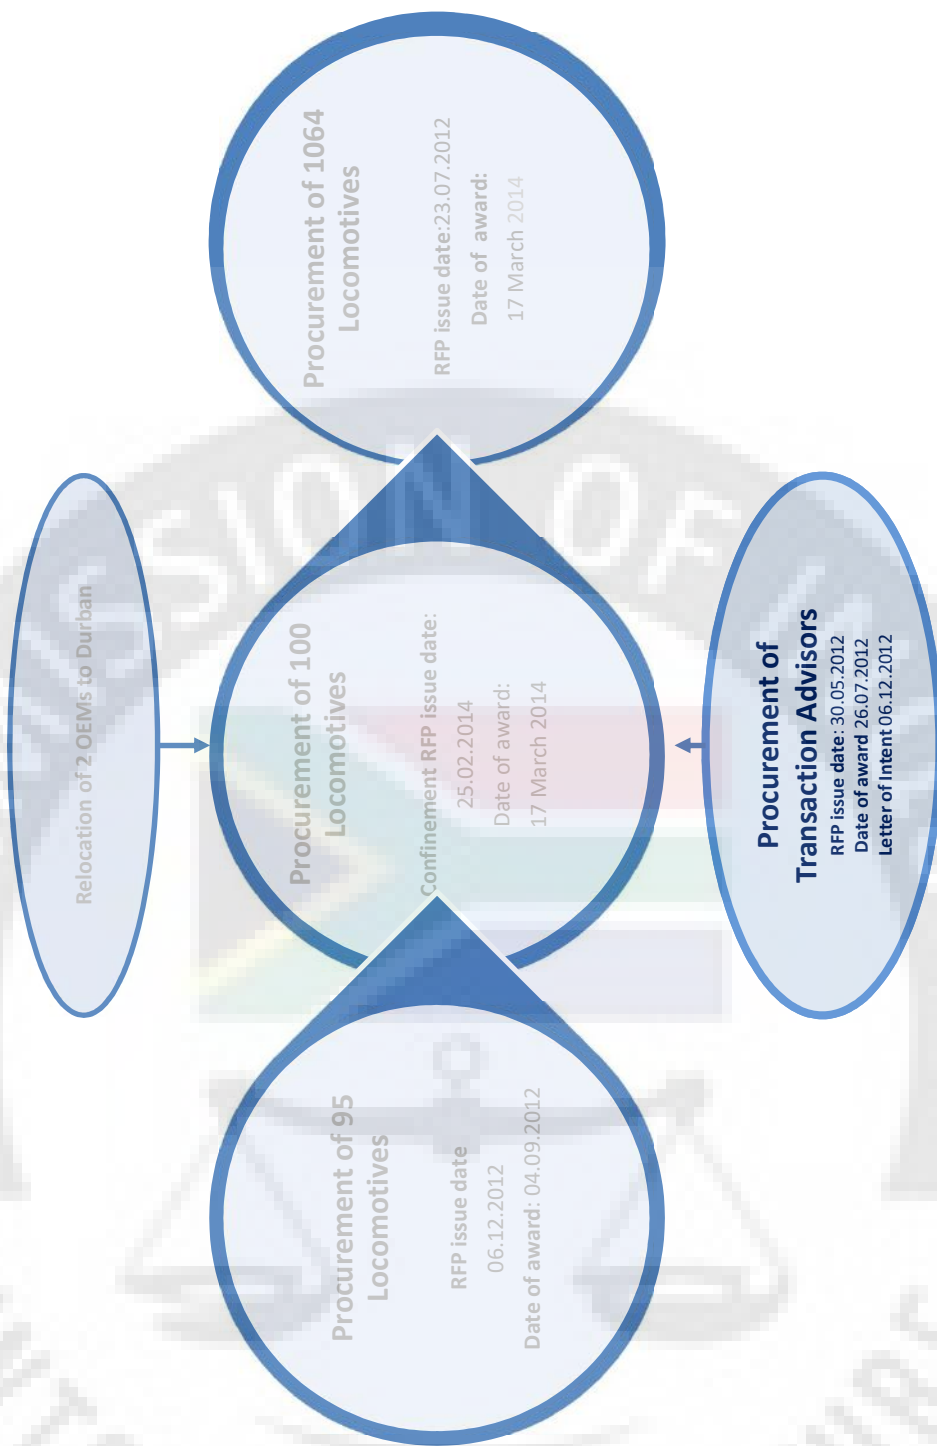 Relocation of 2 OEMs to Durban
Procurement of 95
Locomotives
RFP issue date
06.12.2012
Date of award: 04.09.2012
Procurement of 100
Locomotives
Confinement RFP issue date:
25.02.2014
Date of award:
17 March 2014
Procurement of 1064
Locomotives
RFP issue date:23.07.2012
Date of award:
17 March 2014
Procurement of
Transaction Advisors
RFP issue date: 30.05.2012
Date of award 26.07.2012
Letter of Intent 06.12.2012
SSION OF